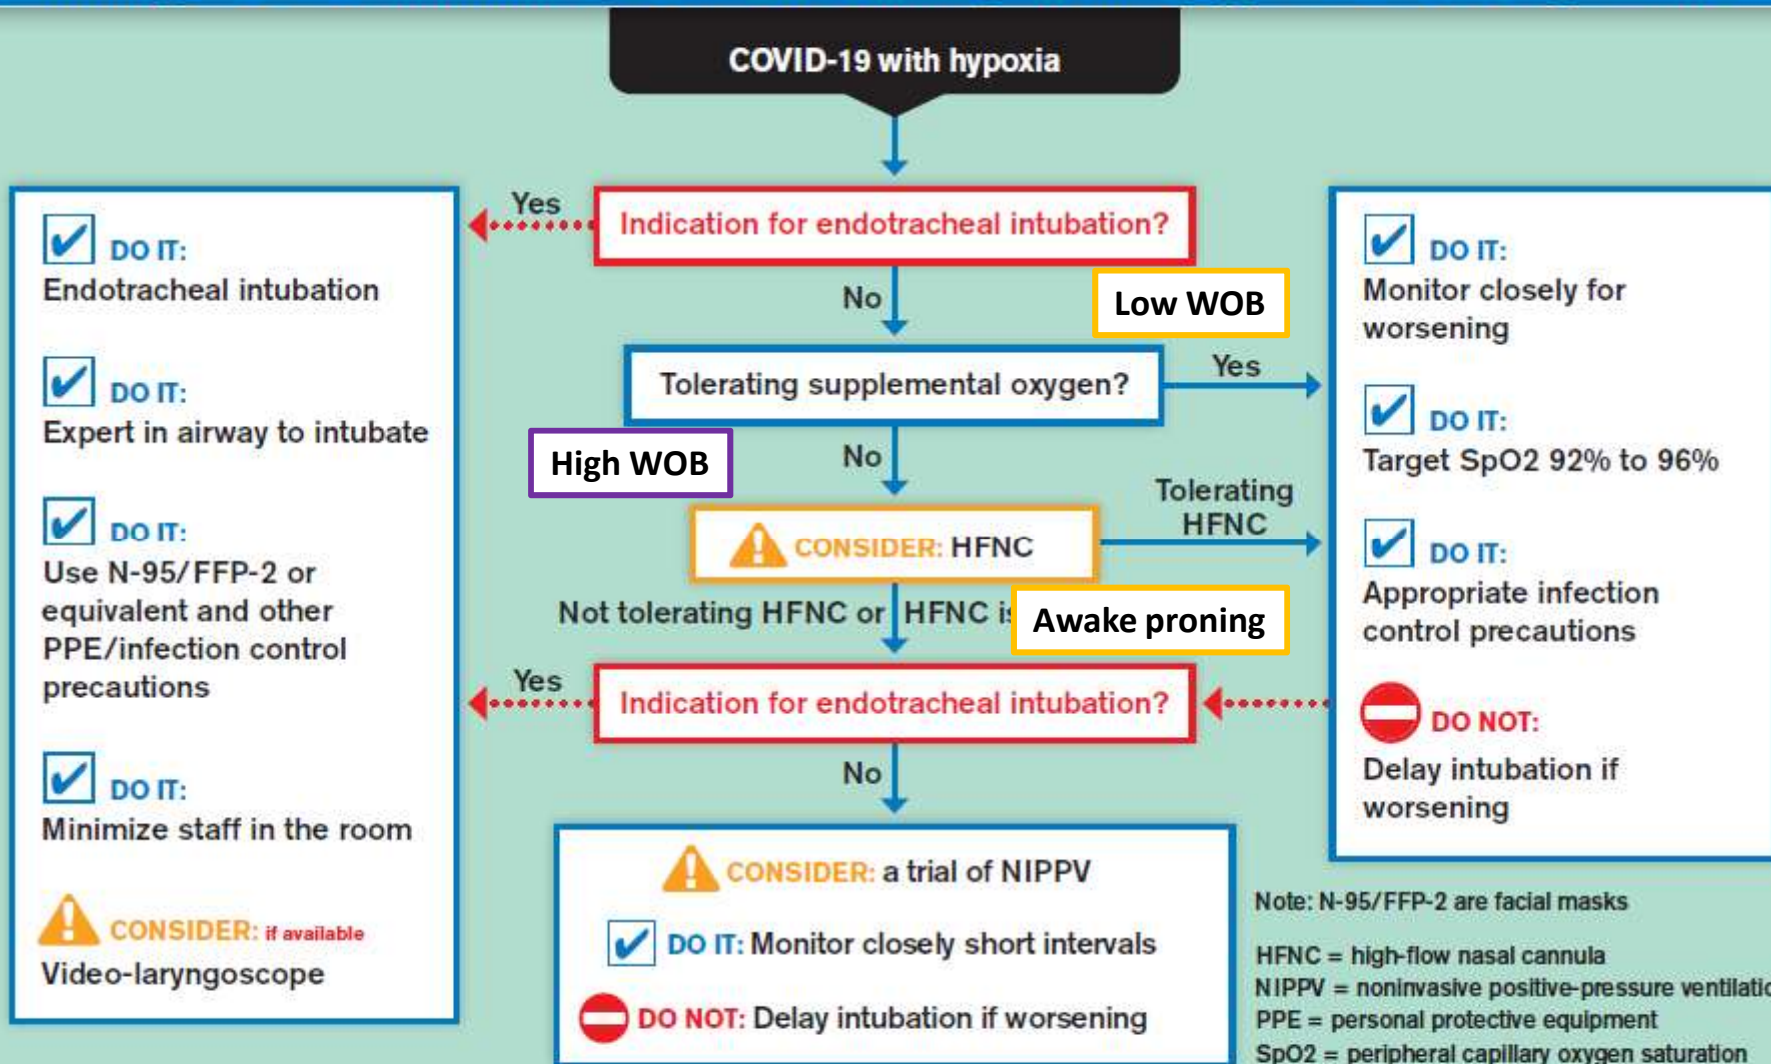 COVID-19 with hypoxia
Yes
Indication for endotracheal intubation?
No
Low WOB
Tolerating supplemental oxygen?
Yes
High WOB
No
CONSIDER: HFNC
Tolerating
HFNC
Not tolerating HFNC or HFNC is
Awake proning
Yes
Indication for endotracheal intubation?
No
CONSIDER: a trial of NIPPV
DO IT: Monitor closely short intervals
DO NOT: Delay intubation if worsening
DO IT:
Endotracheal intubation
DO IT:
Expert in airway to intubate
DO IT:
Use N-95/FFP-2 or
equivalent and other
PPE/infection control
precautions
DO IT:
Minimize staff in the room
CONSIDER: if available
Video-laryngoscope
DO IT:
Monitor closely for
worsening
DO IT:
Target SpO2 92% to 96%
DO IT:
Appropriate infection
control precautions
DO NOT:
Delay intubation if
worsening
Note: N-95/FFP-2 are facial masks
HFNC = high-flow nasal cannula
NIPPV = noninvasive positive-pressure ventilatio
PPE = personal protective equipment
SpO2 = peripheral capillary oxygen saturation